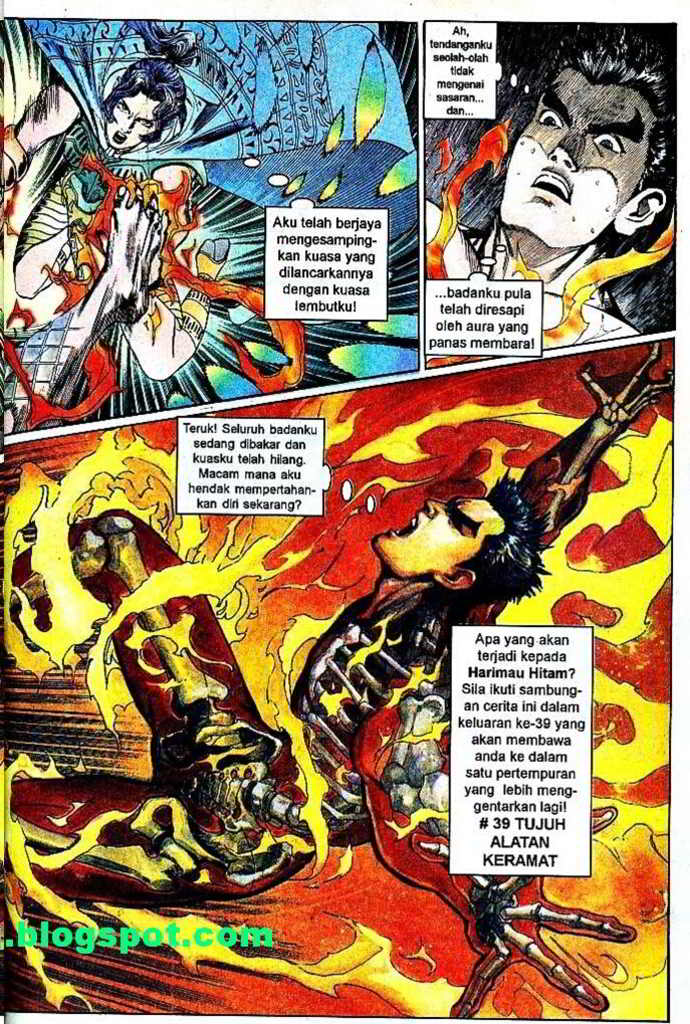 Aku telah berjaya
mengesamping-
kan kuasa yang
dilancarkannya
dengan kuasa
lembutku!
Ah,
tendanganku
seolah-olah
tidak
mengenai
sasaran...
dan...
...badanku pula
telah diresapi
oleh aura yang
panas membara!
Teruk! Seluruh badanku
sedang dibakar dan
kuasku telah hilang.
Macam mana aku
hendak mempertahan-
kan diri sekarang?
Apa yang akan
terjadi kepada
Harimau Hitam?
Sila ikuti sambung-
an cerita ini dalam
keluaran ke-39 yang
akan membawa
anda ke dalam
satu pertempuran
yang lebih meng-
gentarkan lagi!
# 39 TUJUH
ALATAN
KERAMAT
.blogspot.com